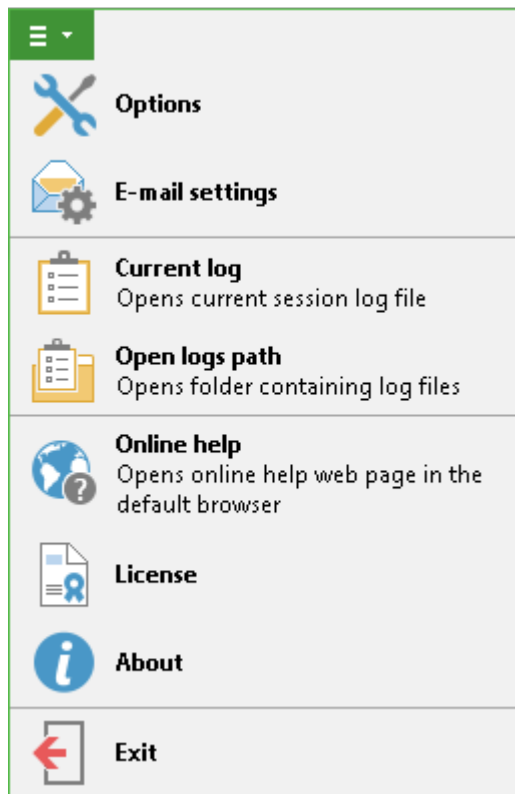 Options
E-mail settings
Current log
Opens current session log file
Open logs path
Opens folder containing log files
Online help
Opens online help web page in the
default browser
License
About
Exit